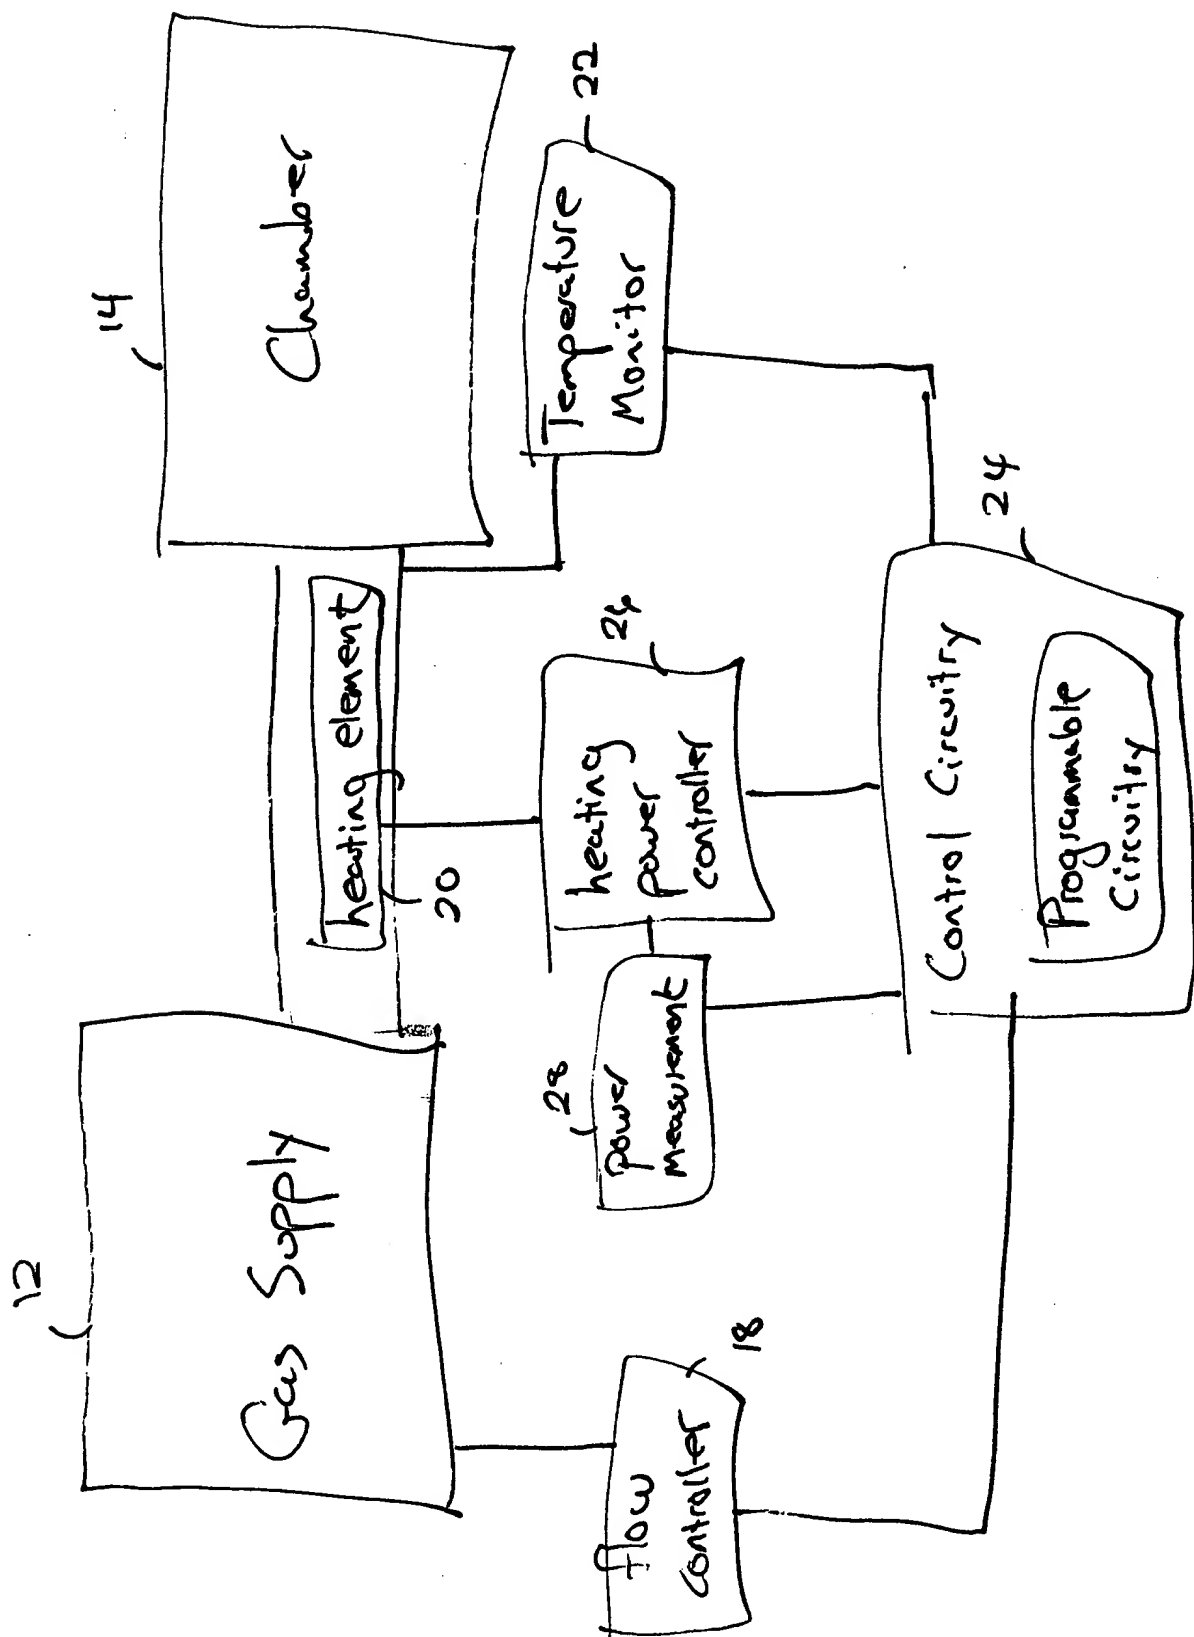 12
14
Gas Supply
Chamber
heating element
20
22
Temperature
Monitor
26
heating
power
controller
28
power
measurement
flow
controller
18
24
Control Circuitry
Programmable
Circuitry